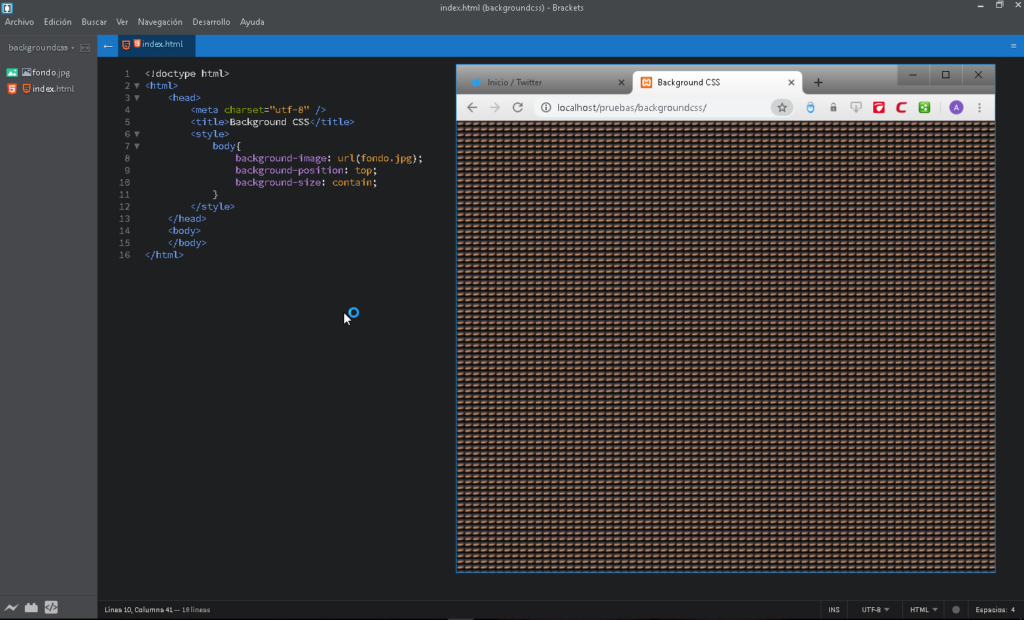 index.html (backgroundcss) - Brackets
Archivo Edición Buscar Ver Navegación Desarrollo Ayuda
backgroundcss
index.html
fondo.jpg
index.html
1 <!doctype html>
2 <html>
3 <head>
4 <meta charset="utf-8" />
5 <title>Background CSS</title>
6 <style>
7 body{
8 background-image: url(fondo.jpg);
9 background-position: top;
10 background-size: contain;
11 }
12 </style>
13 </head>
14 <body>
15 </body>
16 </html>
Inicio / Twitter
Background CSS
localhost/pruebas/backgroundcss/
A
Línea 10, Columna 41 — 18 líneas
INS UTF-8 HTML Espacios: 4